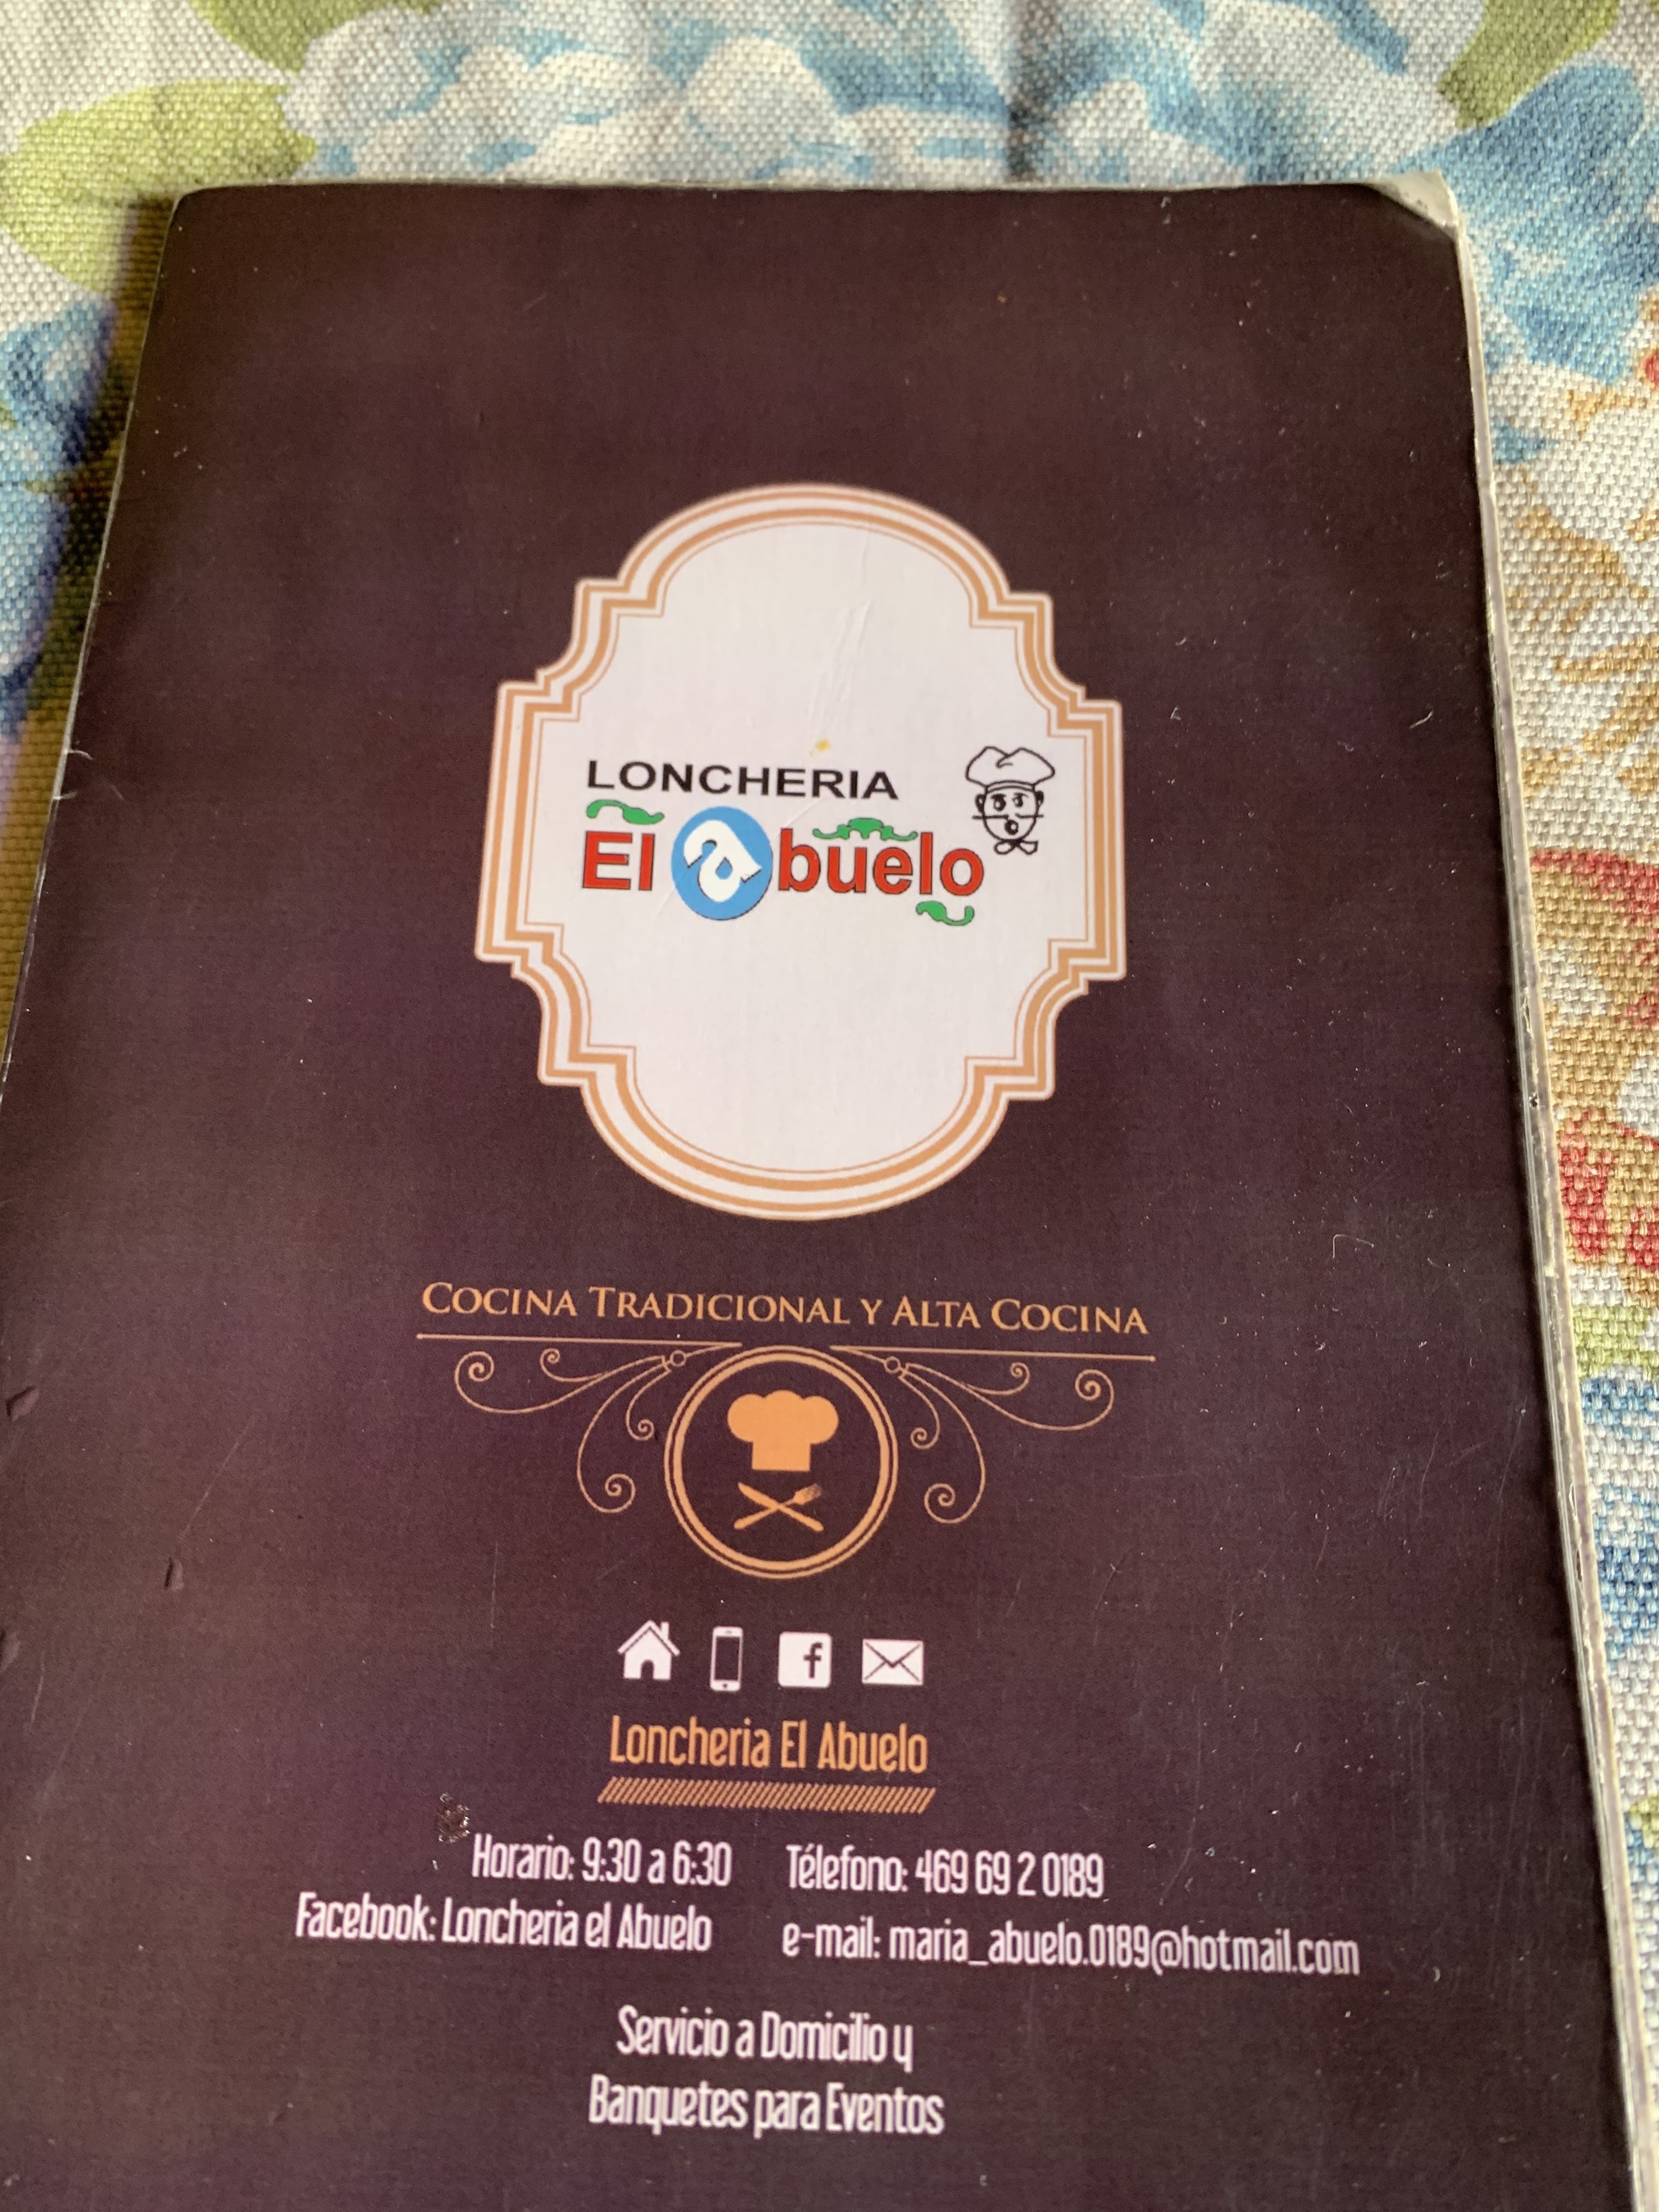 LONCHERIA
El abuelo
COCINA TRADICIONAL Y ALTA COCINA
f
Loncheria El Abuelo
Horario: 9:30 a 6:30 Télefono: 469 69 2 0189
Facebook: Loncheria el Abuelo e-mail: maria_abuelo.0189@hotmail.com
Servicio a Domicilio y
Banquetes para Eventos